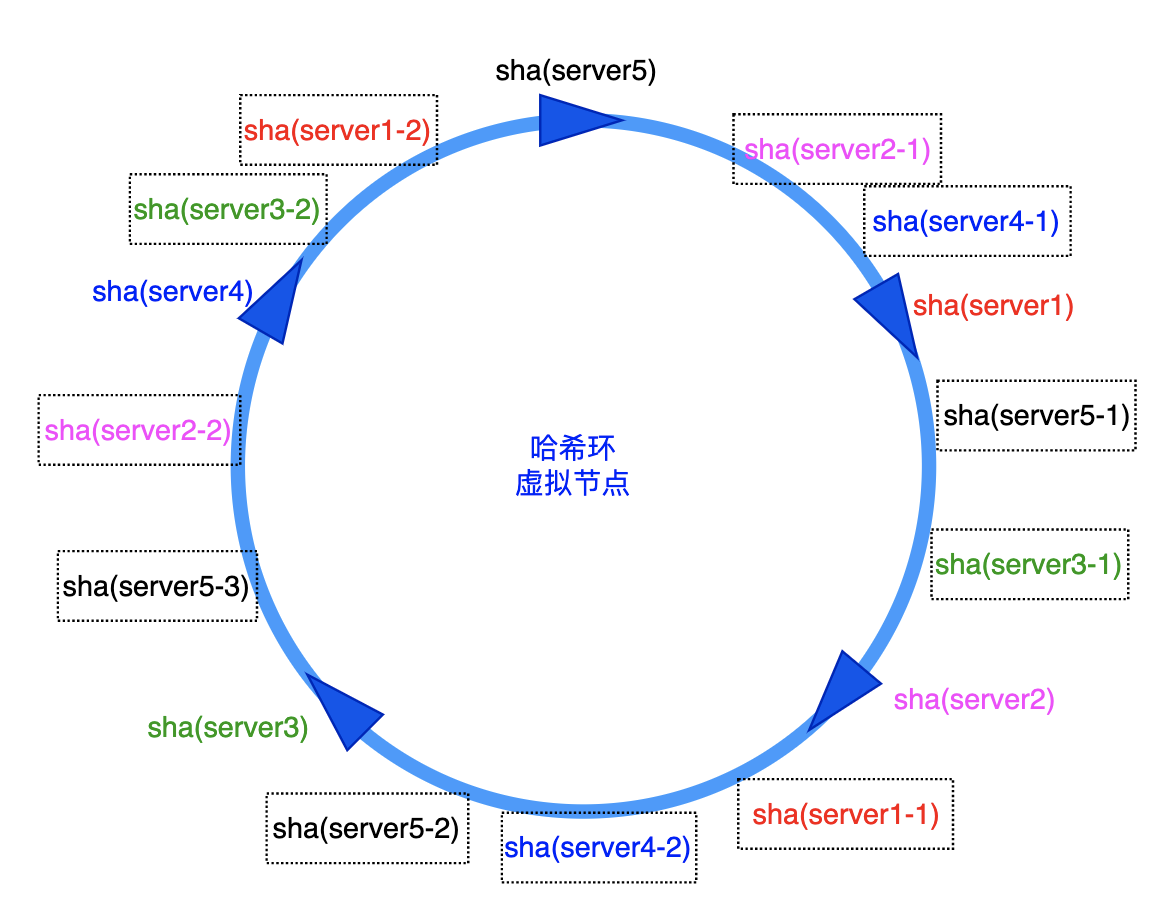 sha(server5)
sha(server1-2)
sha(server2-1)
sha(server3-2)
sha(server4-1)
sha(server4)
sha(server1)
sha(server5-1)
sha(server2-2)
哈希环
虚拟节点
sha(server3-1)
sha(server5-3)
sha(server2)
sha(server3)
sha(server1-1)
sha(server5-2)
sha(server4-2)